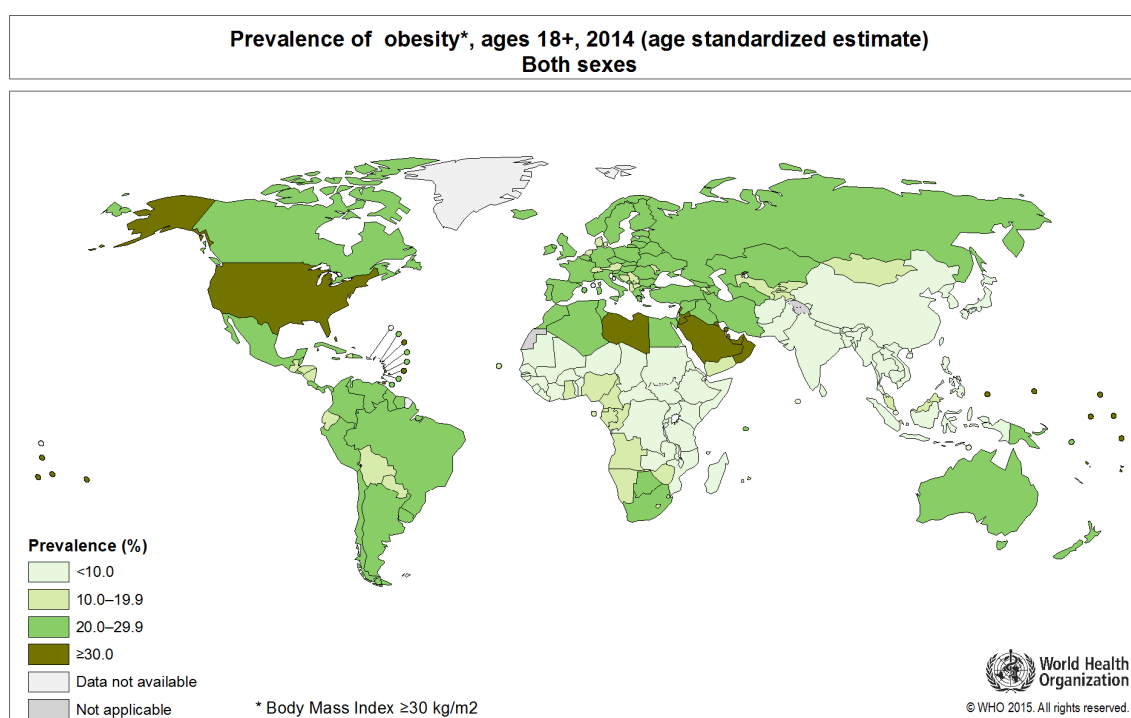 Prevalence of obesity*, ages 18+, 2014 (age standardized estimate)
Both sexes
Prevalence (%)
<10.0
10.0–19.9
20.0–29.9
≥30.0
Data not available
Not applicable
* Body Mass Index ≥30 kg/m2
World Health
Organization
© WHO 2015. All rights reserved.